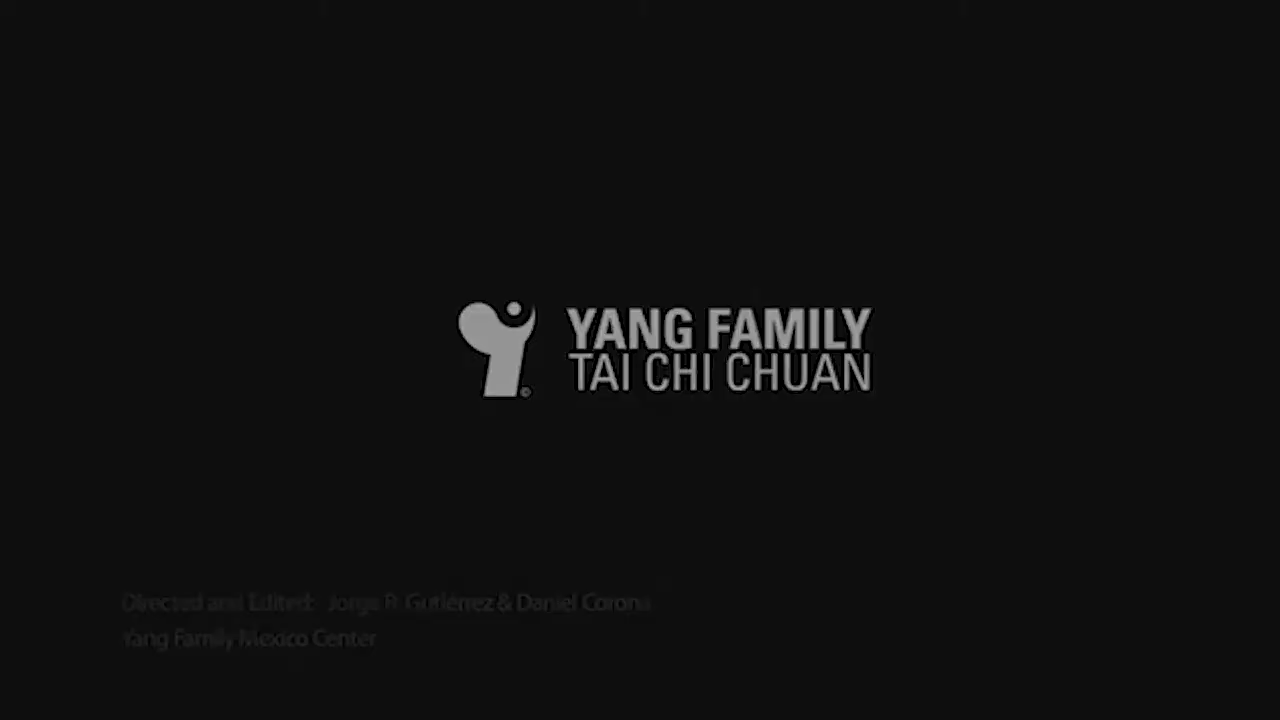 YANG FAMILY
TAI CHI CHUAN
Directed and Edited: Jorge R. Gutiérrez & Daniel Corona
Yang Family Mexico Center